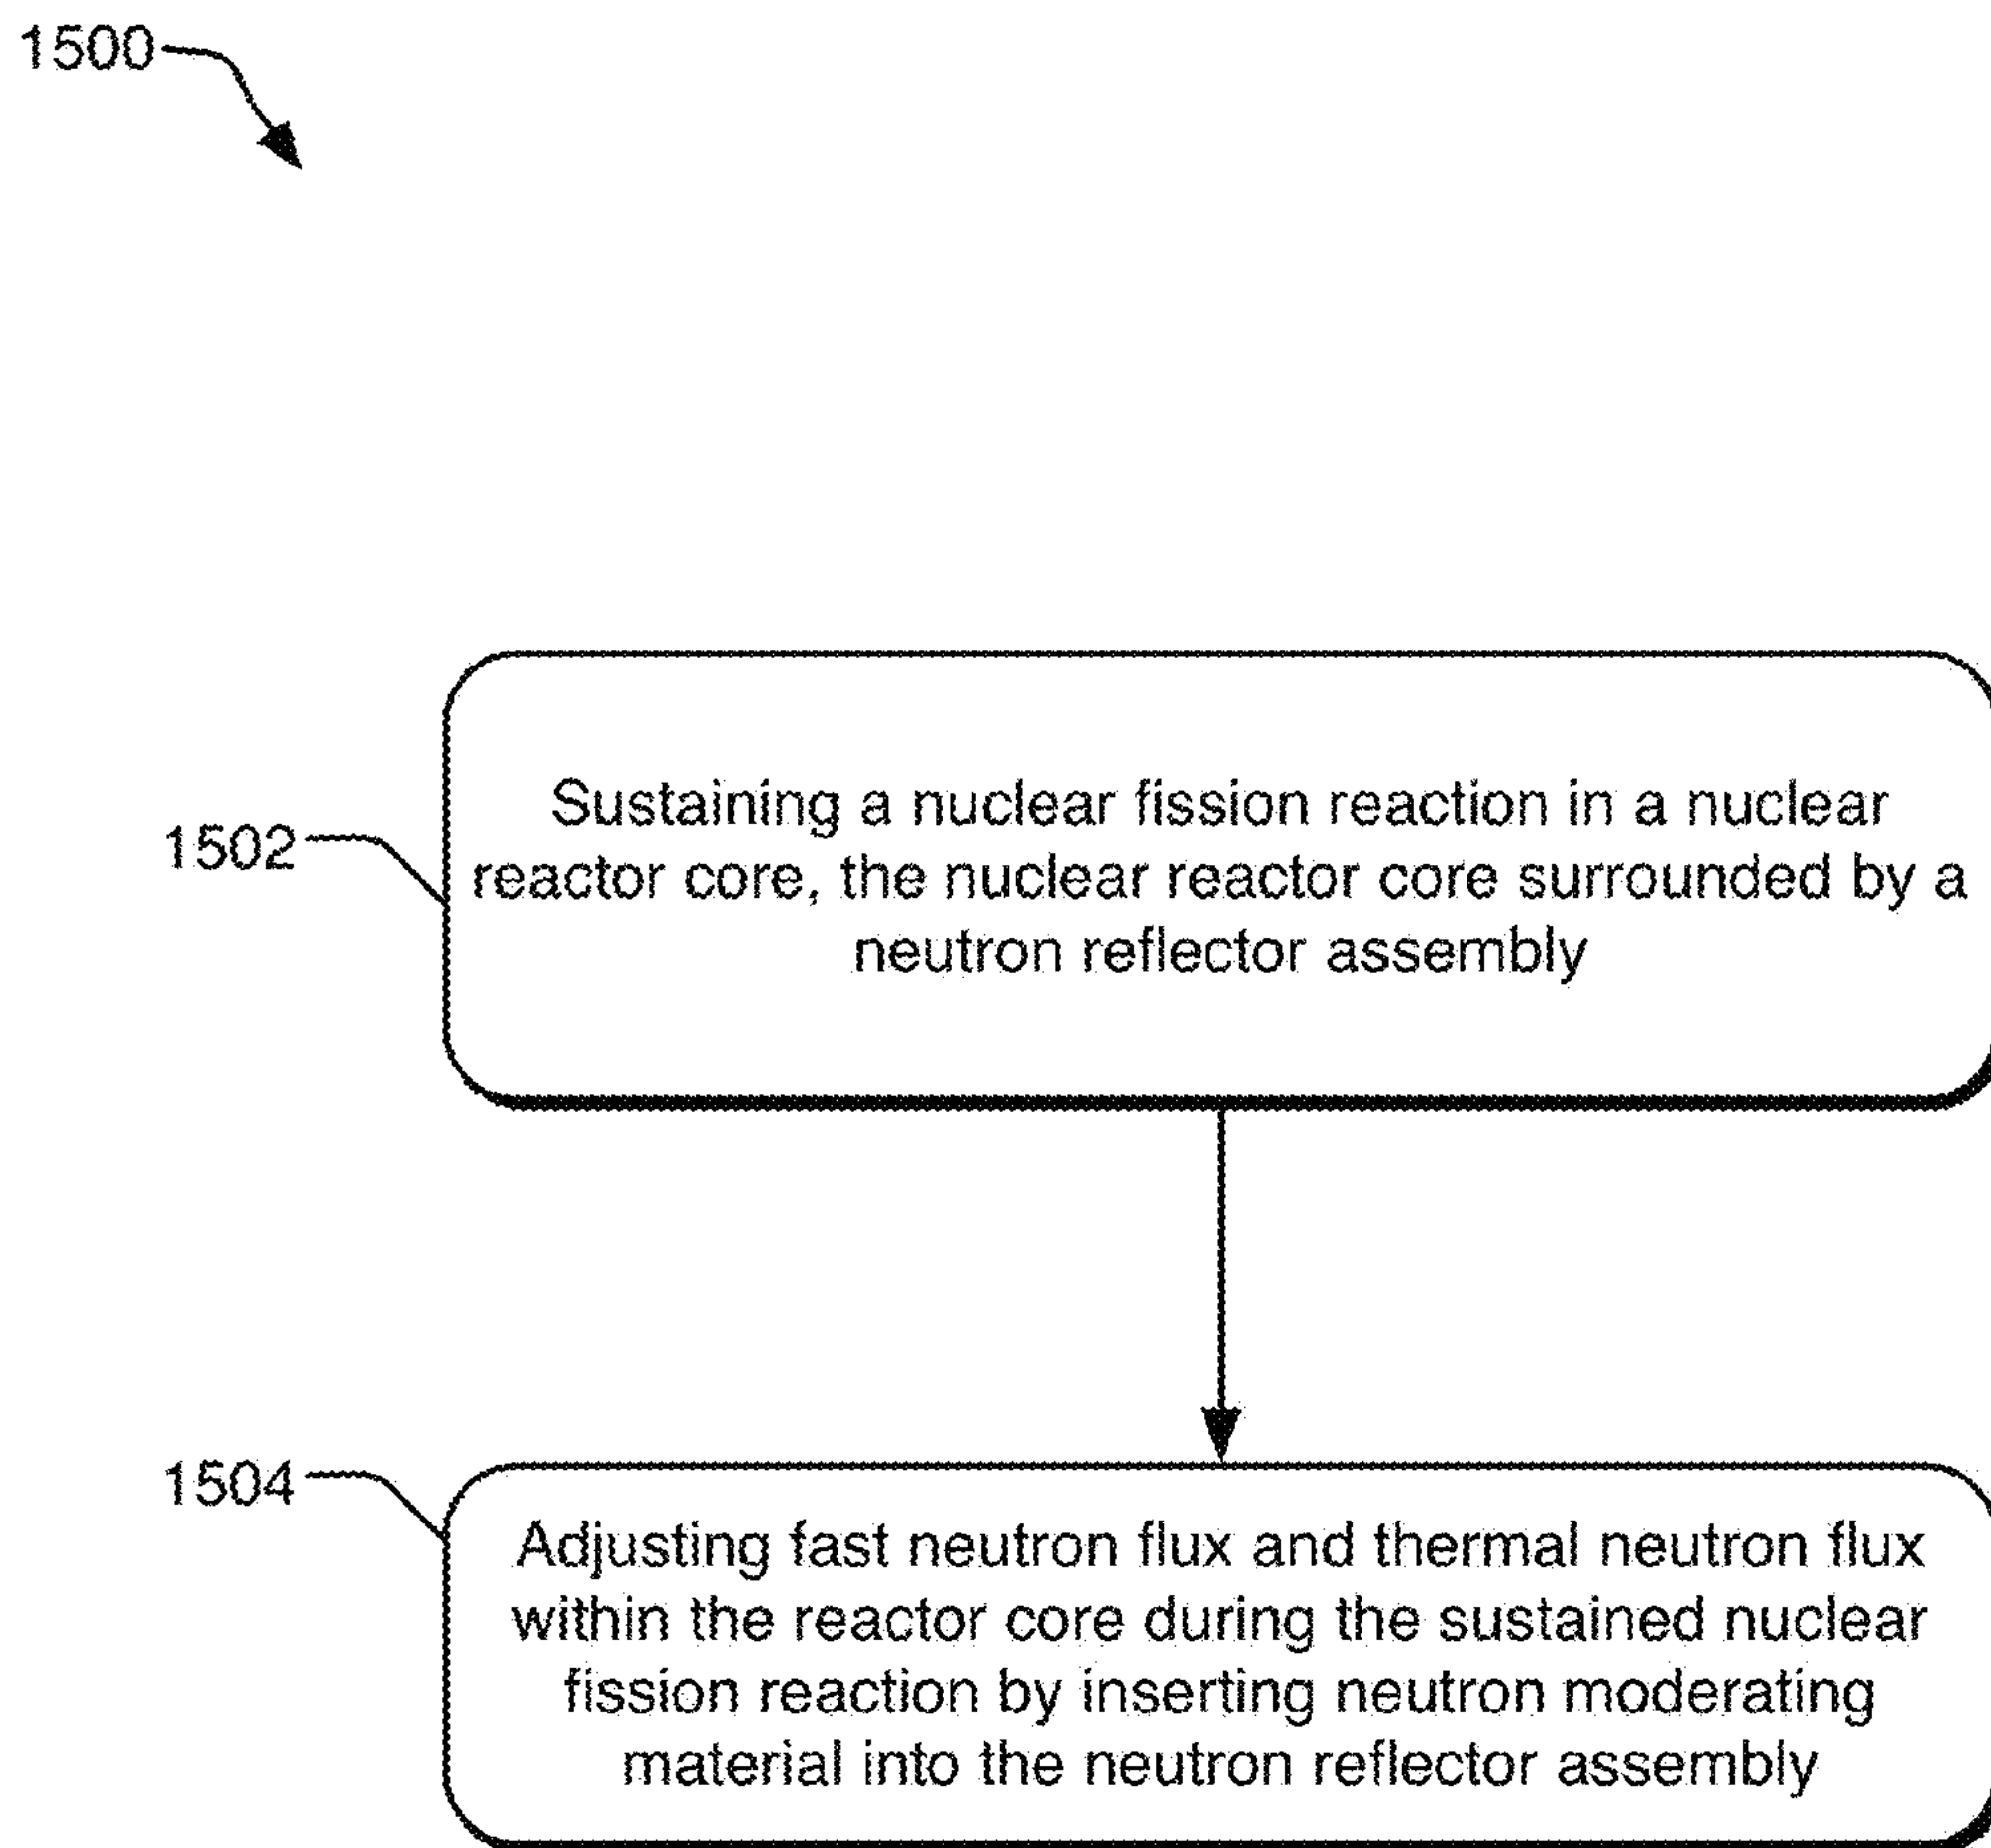 1500
1502
Sustaining a nuclear fission reaction in a nuclear
reactor core, the nuclear reactor core surrounded by a
neutron reflector assembly
1504
Adjusting fast neutron flux and thermal neutron flux
within the reactor core during the sustained nuclear
fission reaction by inserting neutron moderating
material into the neutron reflector assembly